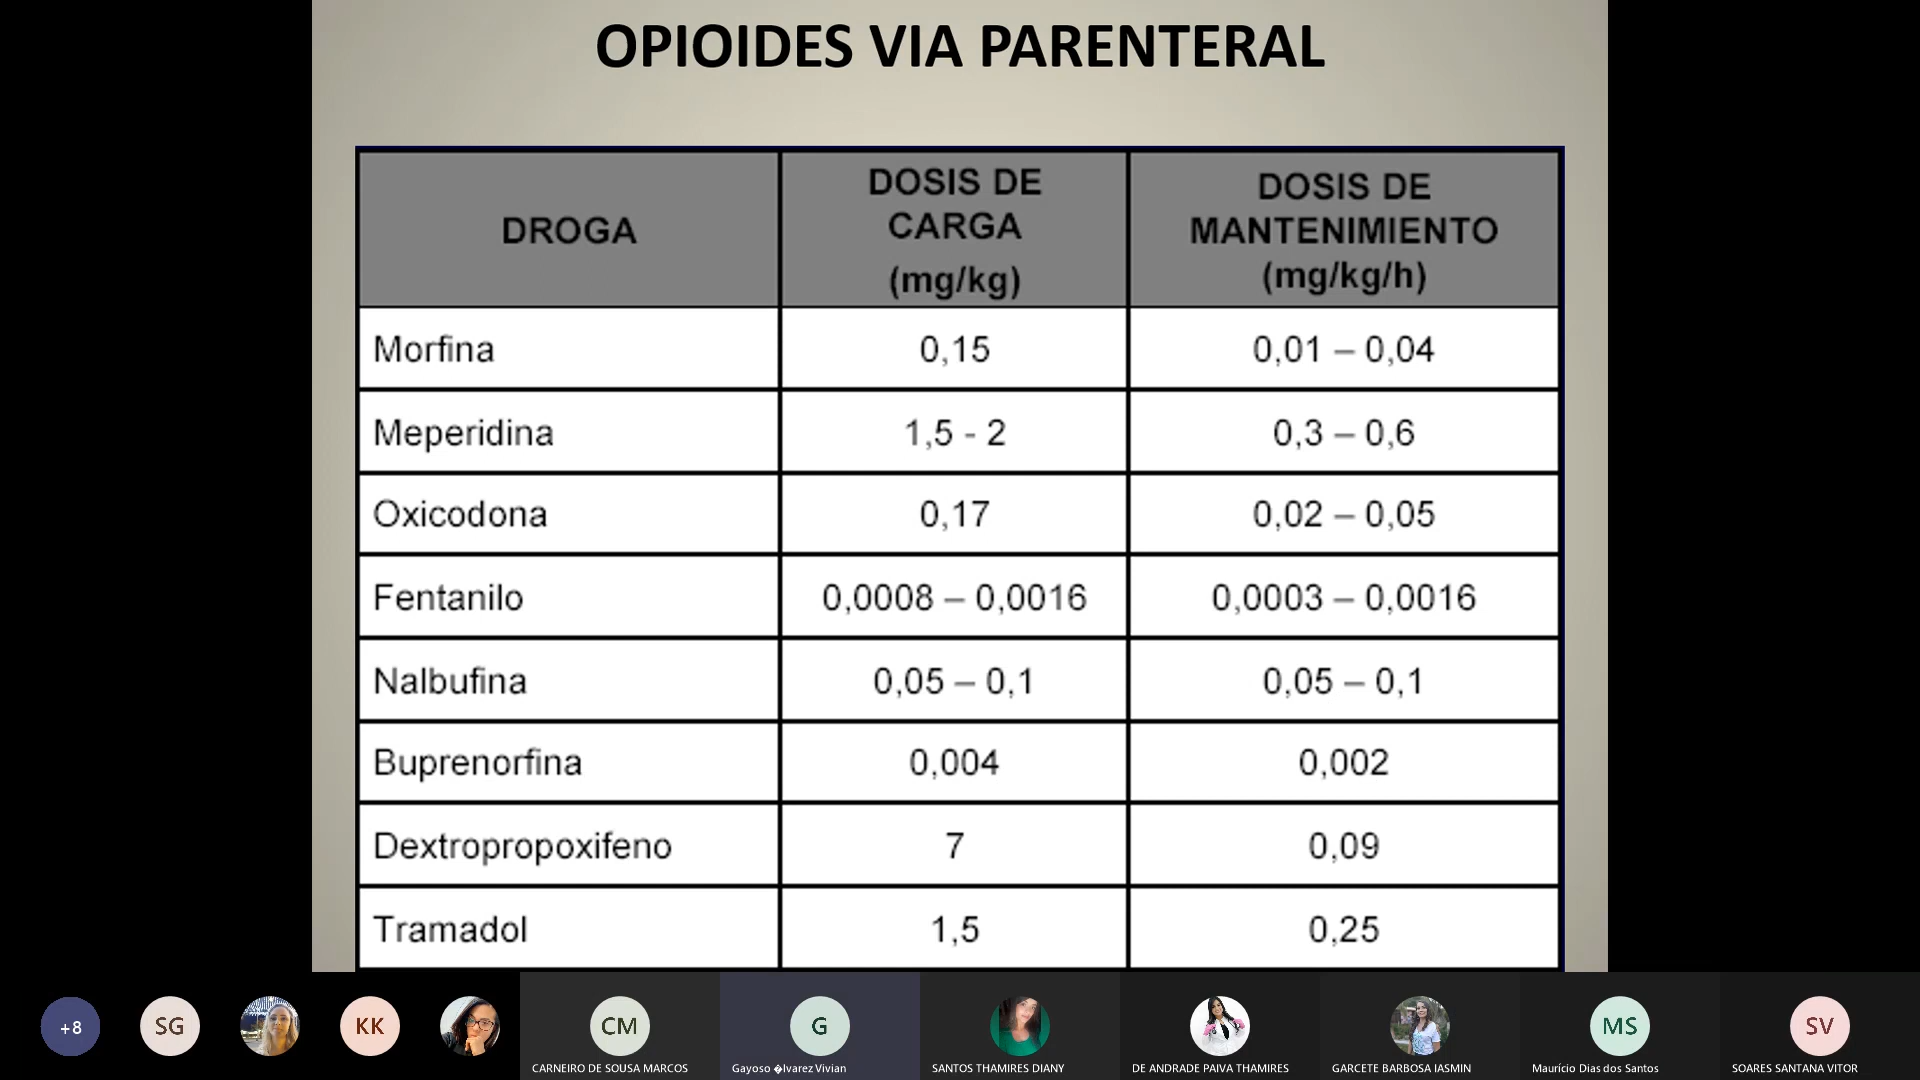 OPIOIDES VIA PARENTERAL
DROGA
DOSIS DE
CARGA
(mg/kg)
DOSIS DE
MANTENIMIENTO
(mg/kg/h)
Morfina 0,15 0,01 – 0,04
Meperidina 1,5 - 2 0,3 – 0,6
Oxicodona 0,17 0,02 – 0,05
Fentanilo 0,0008 – 0,0016 0,0003 – 0,0016
Nalbufina 0,05 – 0,1 0,05 – 0,1
Buprenorfina 0,004 0,002
Dextropropoxifeno 7 0,09
Tramadol 1,5 0,25
+8 SG KK CM G MS SV
CARNEIRO DE SOUSA MARCOS Gayoso �lvarez Vivian SANTOS THAMIRES DIANY DE ANDRADE PAIVA THAMIRES GARCETE BARBOSA IASMIN Maurício Dias dos Santos SOARES SANTANA VITOR